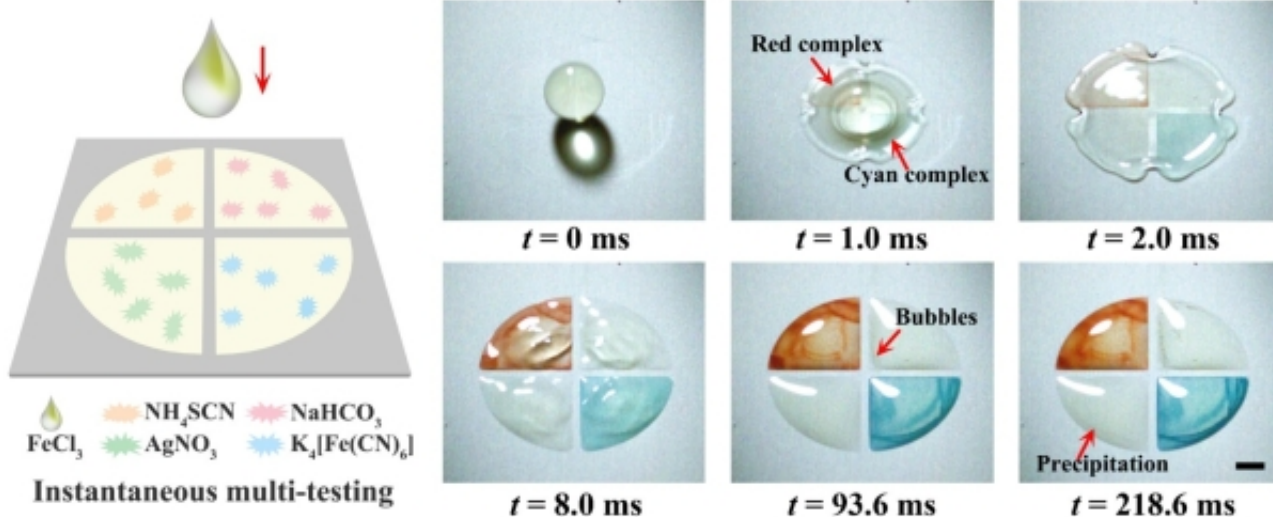 Red complex
Cyan complex
t = 0 ms
t = 1.0 ms
t = 2.0 ms
Bubbles
Precipitation
FeCl₃
NH₄SCN
NaHCO₃
AgNO₃
K₄[Fe(CN)₆]
Instantaneous multi-testing
t = 8.0 ms
t = 93.6 ms
t = 218.6 ms